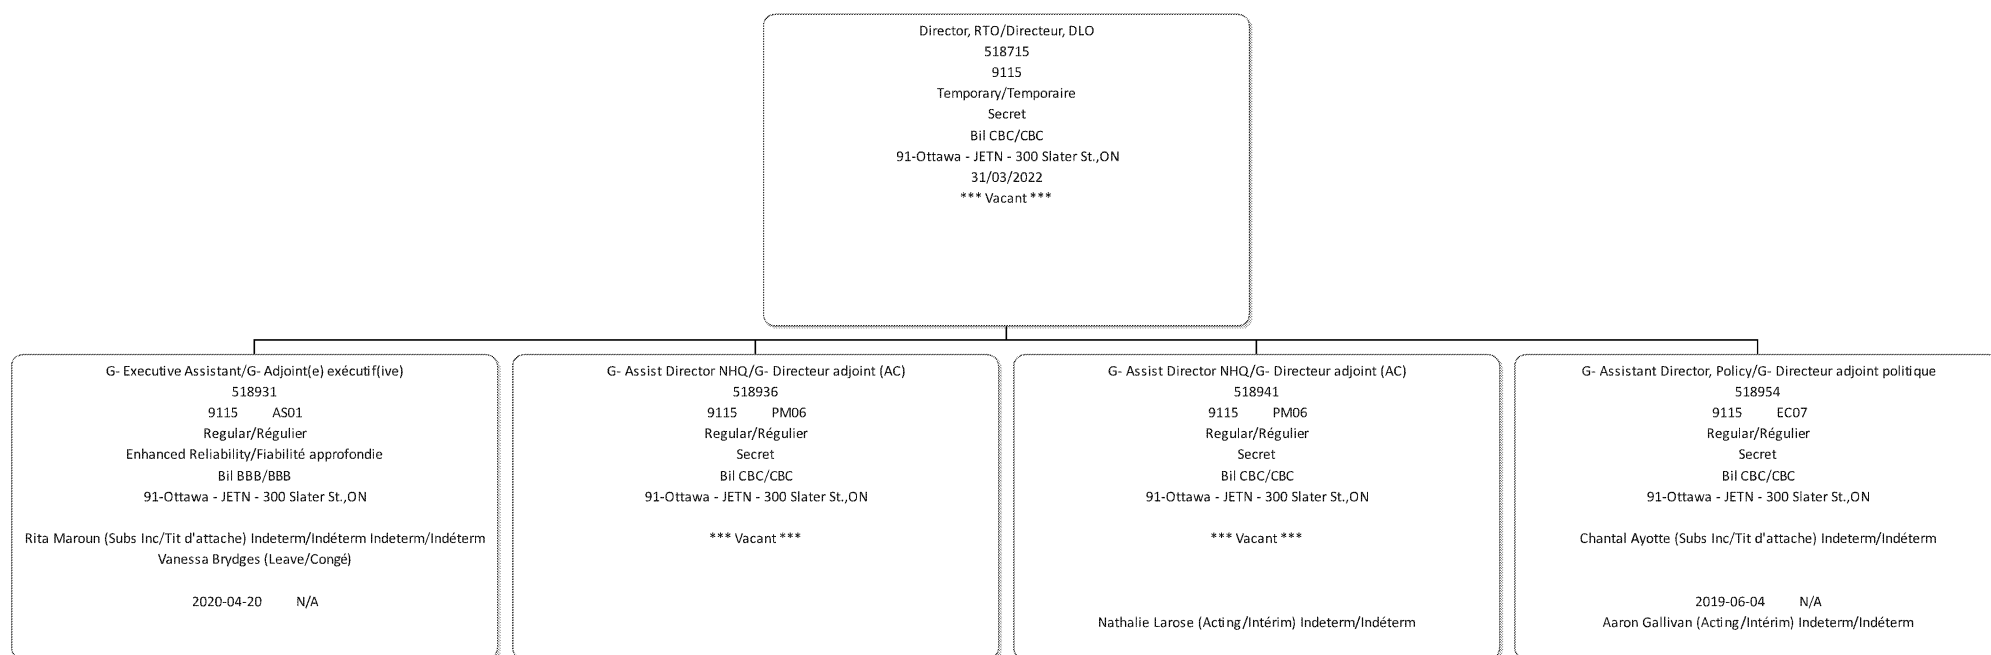 Director, RTO/Directeur, DLO
518715
9115
Temporary/Temporaire
Secret
Bil CBC/CBC
91-Ottawa - JETN - 300 Slater St.,ON
31/03/2022
*** Vacant ***
G- Executive Assistant/G- Adjoint(e) exécutif(ive)
518931
9115 AS01
Regular/Régulier
Enhanced Reliability/Fiabilité approfondie
Bil BBB/BBB
91-Ottawa - JETN - 300 Slater St.,ON
Rita Maroun (Subs Inc/Tit d'attache) Indeterm/Indéterm Indeterm/Indéterm
Vanessa Brydges (Leave/Congé)
2020-04-20 N/A
G- Assist Director NHQ/G- Directeur adjoint (AC)
518936
9115 PM06
Regular/Régulier
Secret
Bil CBC/CBC
91-Ottawa - JETN - 300 Slater St.,ON
*** Vacant ***
G- Assist Director NHQ/G- Directeur adjoint (AC)
518941
9115 PM06
Regular/Régulier
Secret
Bil CBC/CBC
91-Ottawa - JETN - 300 Slater St.,ON
*** Vacant ***
Nathalie Larose (Acting/Intérim) Indeterm/Indéterm
G- Assistant Director, Policy/G- Directeur adjoint politique
518954
9115 EC07
Regular/Régulier
Secret
Bil CBC/CBC
91-Ottawa - JETN - 300 Slater St.,ON
Chantal Ayotte (Subs Inc/Tit d'attache) Indeterm/Indéterm
2019-06-04 N/A
Aaron Gallivan (Acting/Intérim) Indeterm/Indéterm